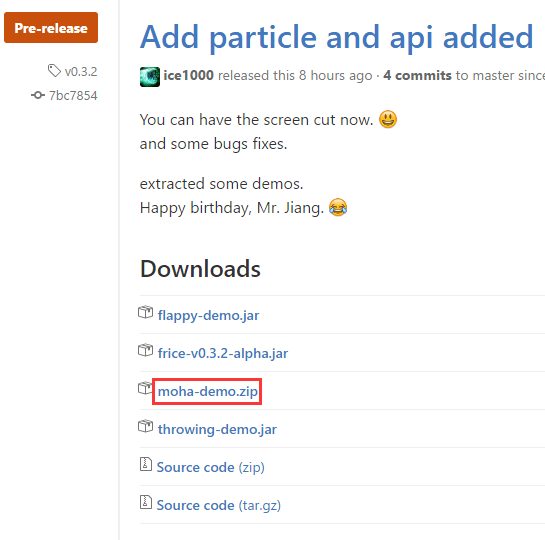 Pre-release
v0.3.2
7bc7854
Add particle and api added
ice1000 released this 8 hours ago · 4 commits to master since
You can have the screen cut now. 😃
and some bugs fixes.
extracted some demos.
Happy birthday, Mr. Jiang. 😂
Downloads
flappy-demo.jar
frice-v0.3.2-alpha.jar
moha-demo.zip
throwing-demo.jar
Source code (zip)
Source code (tar.gz)